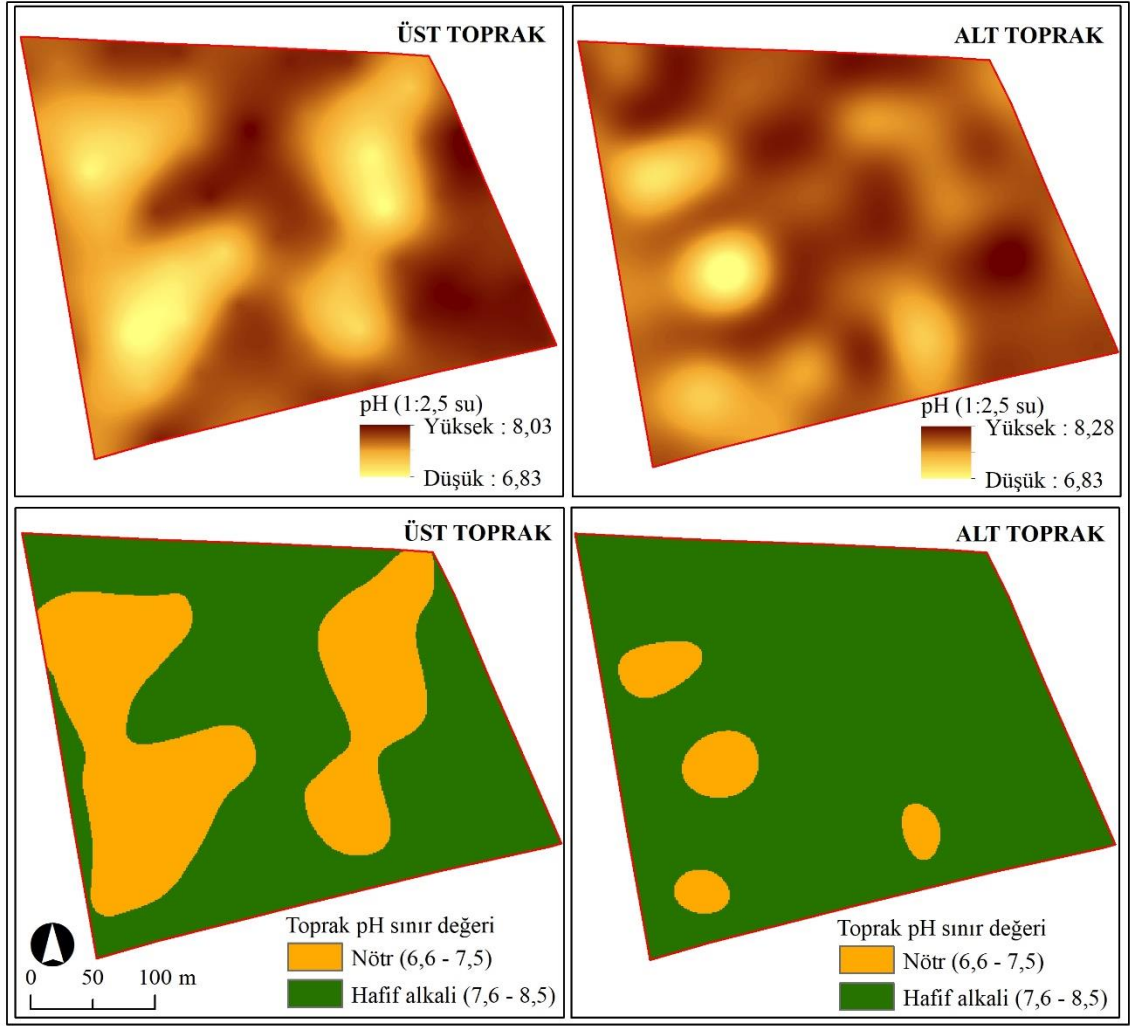 ÜST TOPRAK
pH (1:2,5 su)
Yüksek : 8,03
Düşük : 6,83
ALT TOPRAK
pH (1:2,5 su)
Yüksek : 8,28
Düşük : 6,83
ÜST TOPRAK
Toprak pH sınır değeri
Nötr (6,6 - 7,5)
Hafif alkali (7,6 - 8,5)
0 50 100 m
ALT TOPRAK
Toprak pH sınır değeri
Nötr (6,6 - 7,5)
Hafif alkali (7,6 - 8,5)